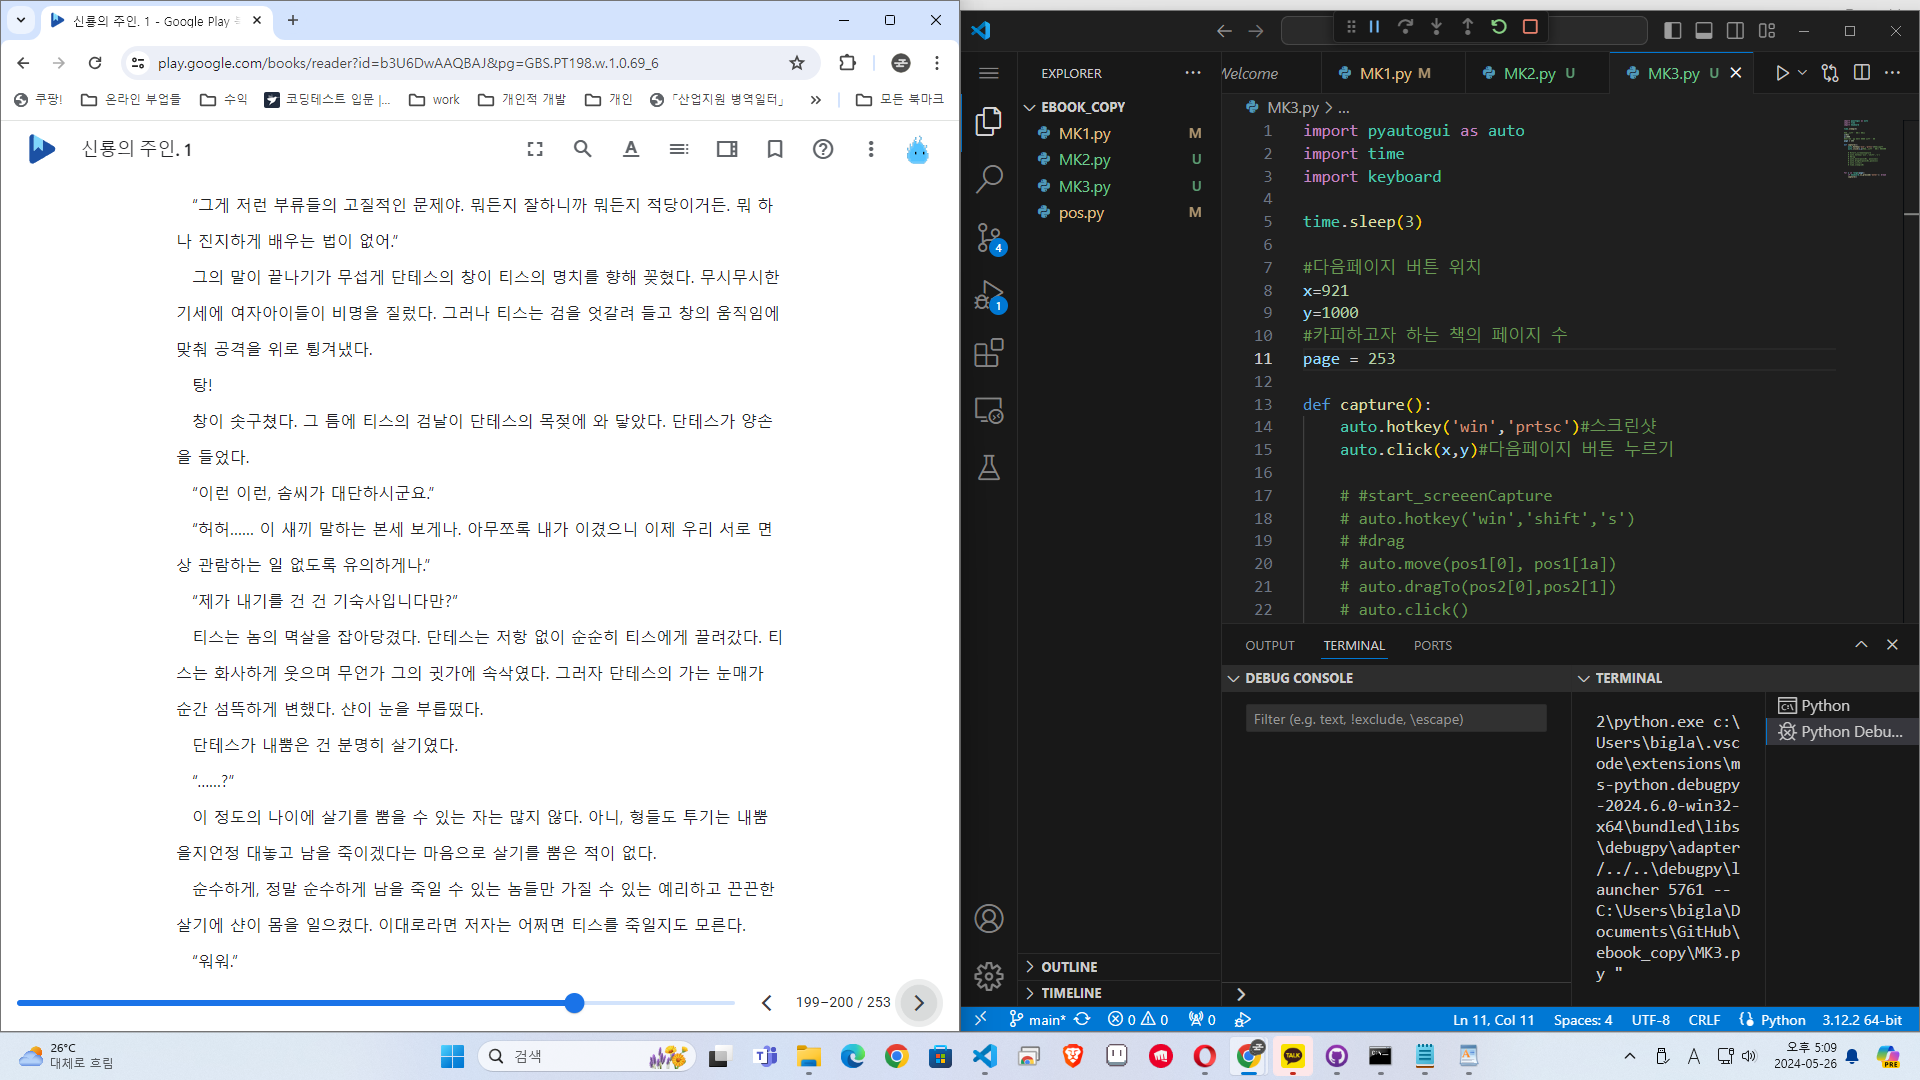 신룡의 주인. 1 - Google Play
play.google.com/books/reader?id=b3U6DwAAQBAJ&pg=GBS.PT198.w.1.0.69_6
쿠팡!
온라인 부업들
수익
코딩테스트 입문 |...
work
개인적 개발
개인
「산업지원 병역일터」
»
모든 북마크
신룡의 주인. 1
“그게 저런 부류들의 고질적인 문제야. 뭐든지 잘하니까 뭐든지 적당이거든. 뭐 하
나 진지하게 배우는 법이 없어.”
그의 말이 끝나기가 무섭게 단테스의 창이 티스의 명치를 향해 꽂혔다. 무시무시한
기세에 여자아이들이 비명을 질렀다. 그러나 티스는 검을 엇갈려 들고 창의 움직임에
맞춰 공격을 위로 튕겨냈다.
탕!
창이 솟구쳤다. 그 틈에 티스의 검날이 단테스의 목젖에 와 닿았다. 단테스가 양손
을 들었다.
“이런 이런, 솜씨가 대단하시군요.”
“허허…… 이 새끼 말하는 본세 보게나. 아무쪼록 내가 이겼으니 이제 우리 서로 면
상 관람하는 일 없도록 유의하게나.”
“제가 내기를 건 건 기숙사입니다만?”
티스는 놈의 멱살을 잡아당겼다. 단테스는 저항 없이 순순히 티스에게 끌려갔다. 티
스는 화사하게 웃으며 무언가 그의 귓가에 속삭였다. 그러자 단테스의 가는 눈매가
순간 섬뜩하게 변했다. 샨이 눈을 부릅떴다.
단테스가 내뿜은 건 분명히 살기였다.
“……?”
이 정도의 나이에 살기를 뿜을 수 있는 자는 많지 않다. 아니, 형들도 투기는 내뿜
을지언정 대놓고 남을 죽이겠다는 마음으로 살기를 뿜은 적이 없다.
순수하게, 정말 순수하게 남을 죽일 수 있는 놈들만 가질 수 있는 예리하고 끈끈한
살기에 샨이 몸을 일으켰다. 이대로라면 저자는 어쩌면 티스를 죽일지도 모른다.
“워워.”
199–200 / 253
EXPLORER
EBOOK_COPY
MK1.py M
MK2.py U
MK3.py U
pos.py M
OUTLINE
TIMELINE
Welcome
MK1.py M
MK2.py U
MK3.py U
MK3.py > ...
1 import pyautogui as auto
2 import time
3 import keyboard
4
5 time.sleep(3)
6
7 #다음페이지 버튼 위치
8 x=921
9 y=1000
10 #카피하고자 하는 책의 페이지 수
11 page = 253
12
13 def capture():
14 auto.hotkey('win','prtsc')#스크린샷
15 auto.click(x,y)#다음페이지 버튼 누르기
16
17 # #start_screeenCapture
18 # auto.hotkey('win','shift','s')
19 # #drag
20 # auto.move(pos1[0], pos1[1a])
21 # auto.dragTo(pos2[0],pos2[1])
22 # auto.click()
OUTPUT TERMINAL PORTS
DEBUG CONSOLE
Filter (e.g. text, !exclude, \escape)
TERMINAL
2\python.exe c:\
Users\bigla\.vsc
ode\extensions\m
s-python.debugpy
-2024.6.0-win32-
x64\bundled\libs
\debugpy\adapter
/../..\debugpy\l
auncher 5761 --
C:\Users\bigla\D
ocuments\GitHub\
ebook_copy\MK3.p
y "
Python
Python Debu...
4
1
main* 0 0 0
Ln 11, Col 11 Spaces: 4 UTF-8 CRLF Python 3.12.2 64-bit
26°C
대체로 흐림
검색
TALK
A
오후 5:09
2024-05-26
PRE